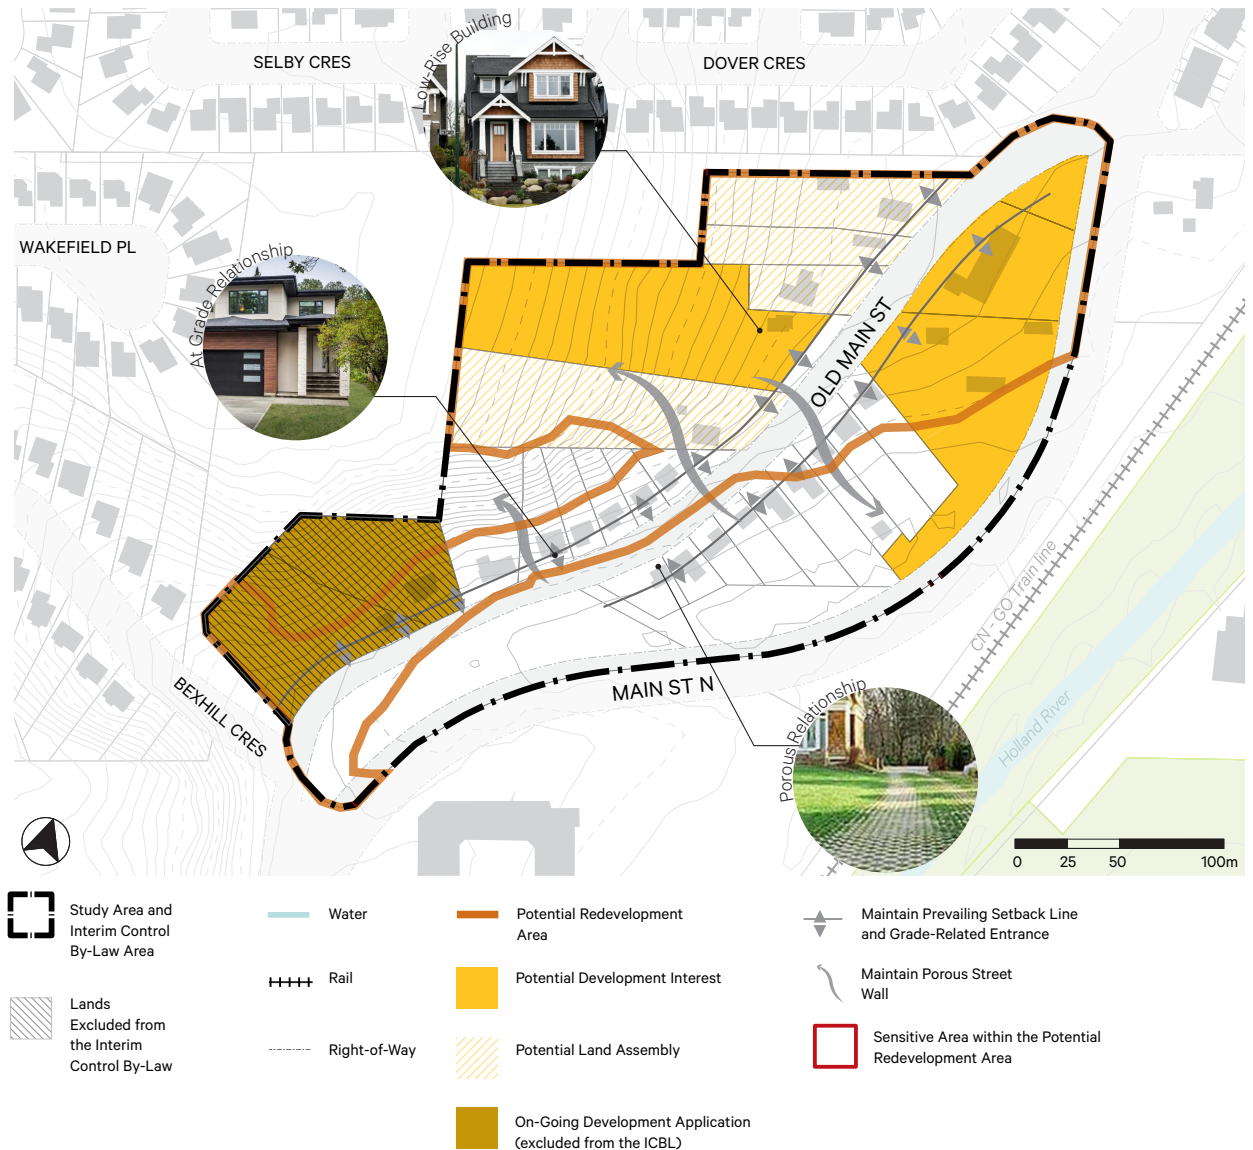 Low-Rise Building
SELBY CRES
DOVER CRES
WAKEFIELD PL
At Grade Relationship
OLD MAIN ST
CN - GO Train line
BEXHILL CRES
MAIN ST N
Porous Relationship
Holland River
0 25 50 100m
Study Area and
Interim Control
By-Law Area
Lands
Excluded from
the Interim
Control By-Law
Water
Rail
Right-of-Way
Potential Redevelopment
Area
Potential Development Interest
Potential Land Assembly
On-Going Development Application
(excluded from the ICBL)
Maintain Prevailing Setback Line
and Grade-Related Entrance
Maintain Porous Street
Wall
Sensitive Area within the Potential
Redevelopment Area